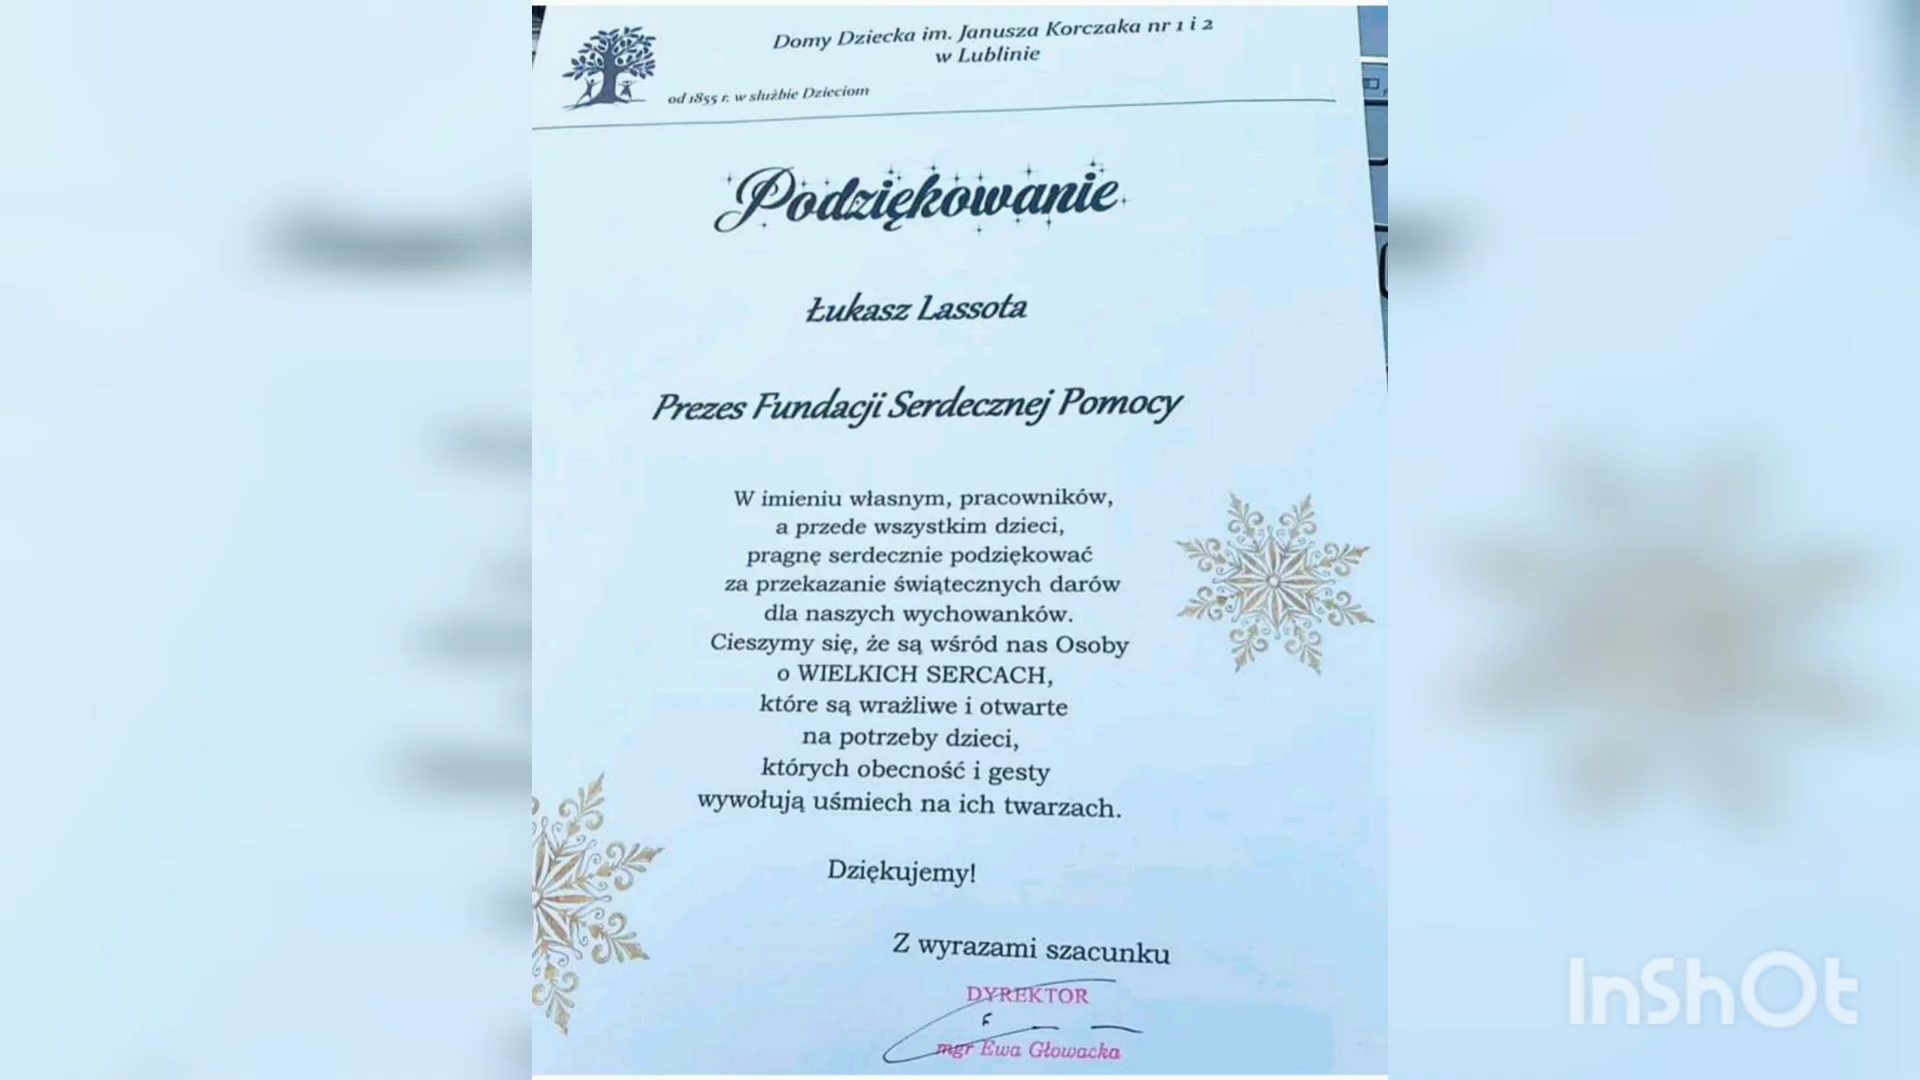 Domy Dziecka im. Janusza Korczaka nr 1 i 2
w Lublinie
od 1855 r. w służbie Dzieciom
Podziękowanie
Łukasz Lassota
Prezes Fundacji Serdecznej Pomocy
W imieniu własnym, pracowników,
a przede wszystkim dzieci,
pragnę serdecznie podziękować
za przekazanie świątecznych darów
dla naszych wychowanków.
Cieszymy się, że są wśród nas Osoby
o WIELKICH SERCACH,
które są wrażliwe i otwarte
na potrzeby dzieci,
których obecność i gesty
wywołują uśmiech na ich twarzach.
Dziękujemy!
Z wyrazami szacunku
DYREKTOR
mgr Ewa Głowacka
InShOt